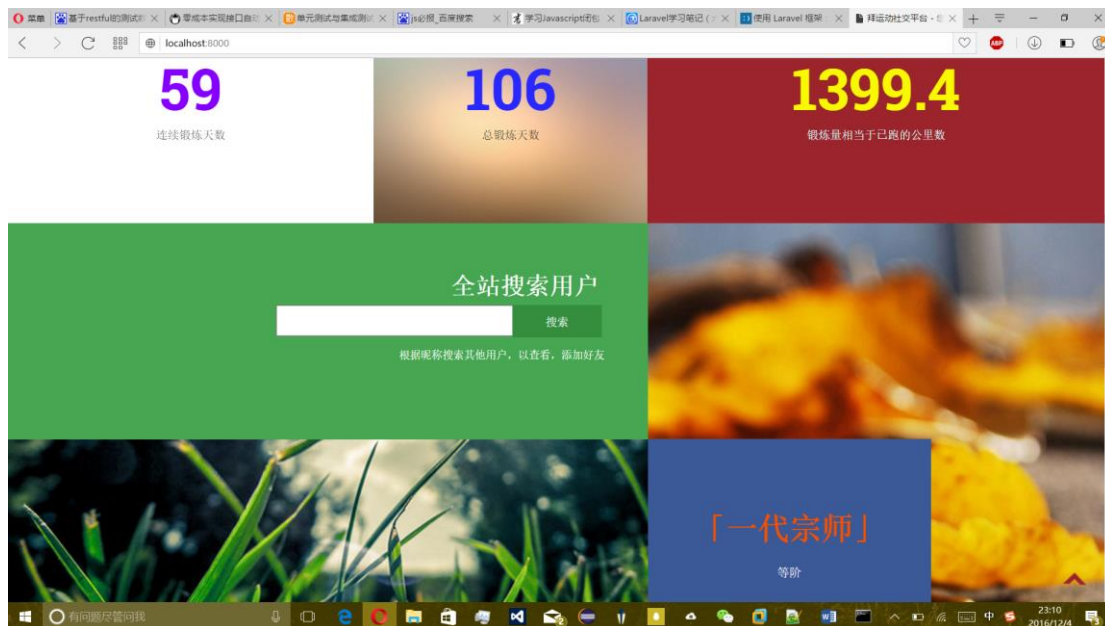 菜单
基于restful的测试
零成本实现接口自
单元测试与集成测试
js必报_百度搜索
学习Javascript闭包
Laravel学习笔记 (
使用 Laravel 框架
拜运动社交平台 -
localhost:8000
ABP
59
连续锻炼天数
106
总锻炼天数
1399.4
锻炼量相当于已跑的公里数
全站搜索用户
搜索
根据昵称搜索其他用户，以查看，添加好友
「一代宗师」
等阶
有问题尽管问我
中
23:10
2016/12/4